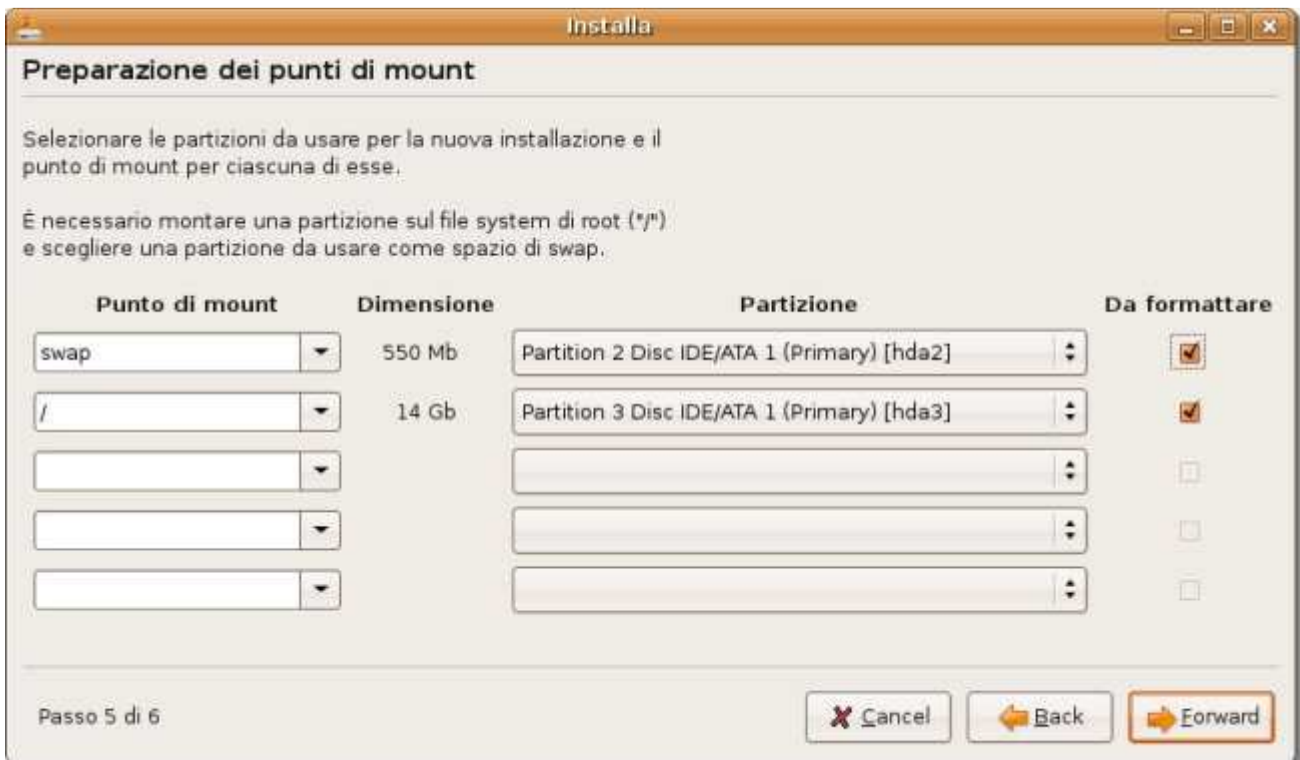 Installa
Preparazione dei punti di mount
Selezionare le partizioni da usare per la nuova installazione e il
punto di mount per ciascuna di esse.
È necessario montare una partizione sul file system di root ("/")
e scegliere una partizione da usare come spazio di swap.
Punto di mount Dimensione Partizione Da formattare
swap 550 Mb Partition 2 Disc IDE/ATA 1 (Primary) [hda2]
/ 14 Gb Partition 3 Disc IDE/ATA 1 (Primary) [hda3]
Passo 5 di 6 Cancel Back Forward